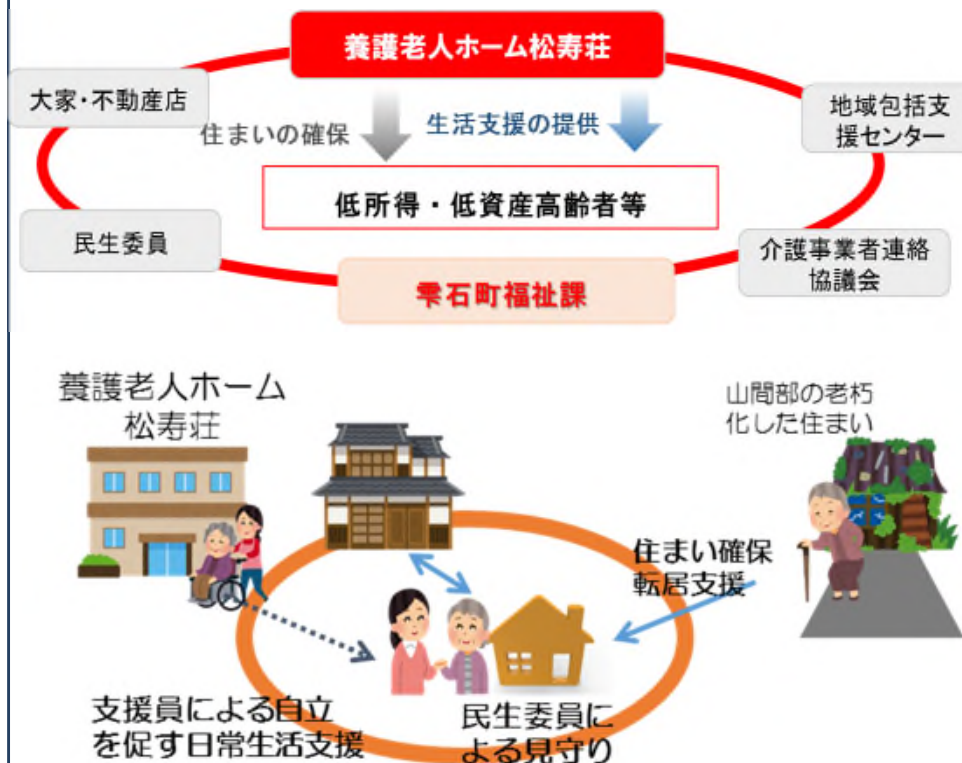 養護老人ホーム松寿荘
大家・不動産店
地域包括支
援センター
住まいの確保
生活支援の提供
低所得・低資産高齢者等
民生委員
介護事業者連絡
協議会
雫石町福祉課
養護老人ホーム
松寿荘
山間部の老朽
化した住まい
住まい確保
転居支援
支援員による自立
を促す日常生活支援
民生委員に
よる見守り